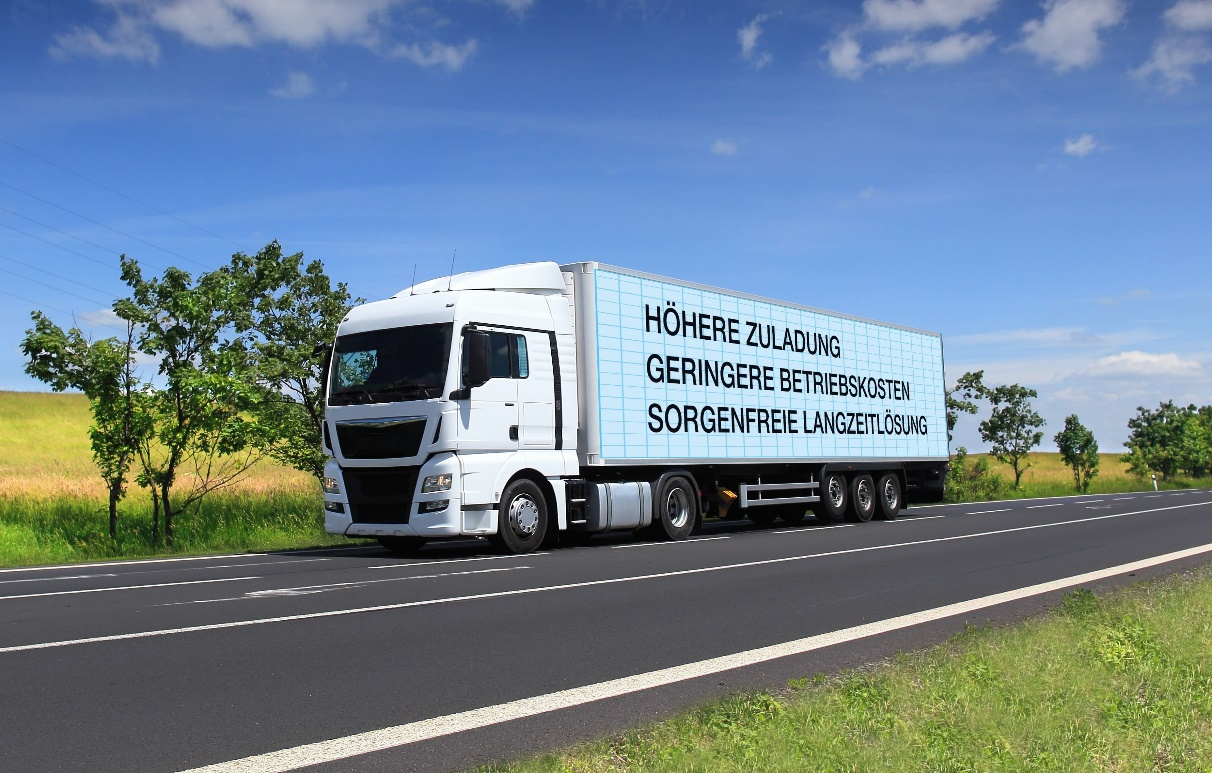 HÖHERE ZULADUNG
GERINGERE BETRIEBSKOSTEN
SORGENFREIE LANGZEITLÖSUNG